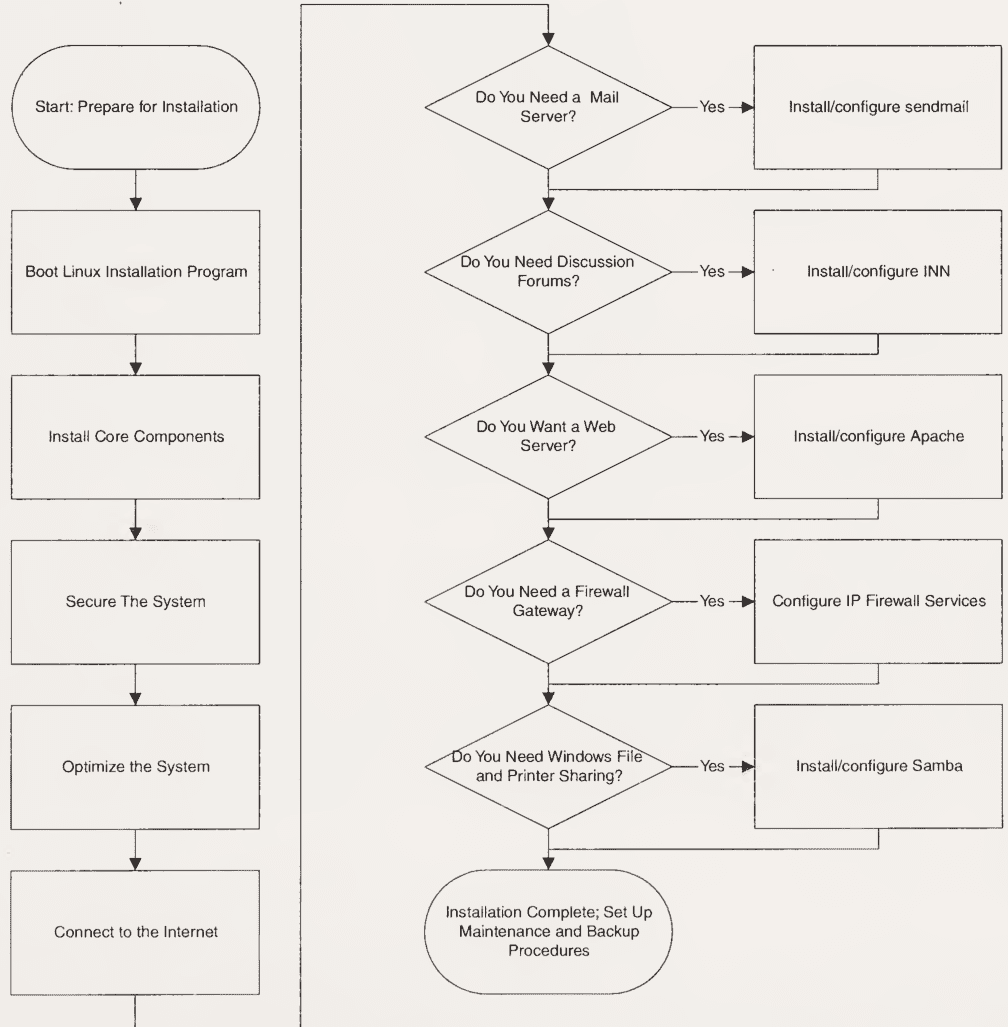 Start: Prepare for Installation
Boot Linux Installation Program
Install Core Components
Secure The System
Optimize the System
Connect to the Internet
Do You Need a Mail
Server?
Yes
Install/configure sendmail
Do You Need Discussion
Forums?
Yes
Install/configure INN
Do You Want a Web
Server?
Yes
Install/configure Apache
Do You Need a Firewall
Gateway?
Yes
Configure IP Firewall Services
Do You Need Windows File
and Printer Sharing?
Yes
Install/configure Samba
Installation Complete; Set Up
Maintenance and Backup
Procedures